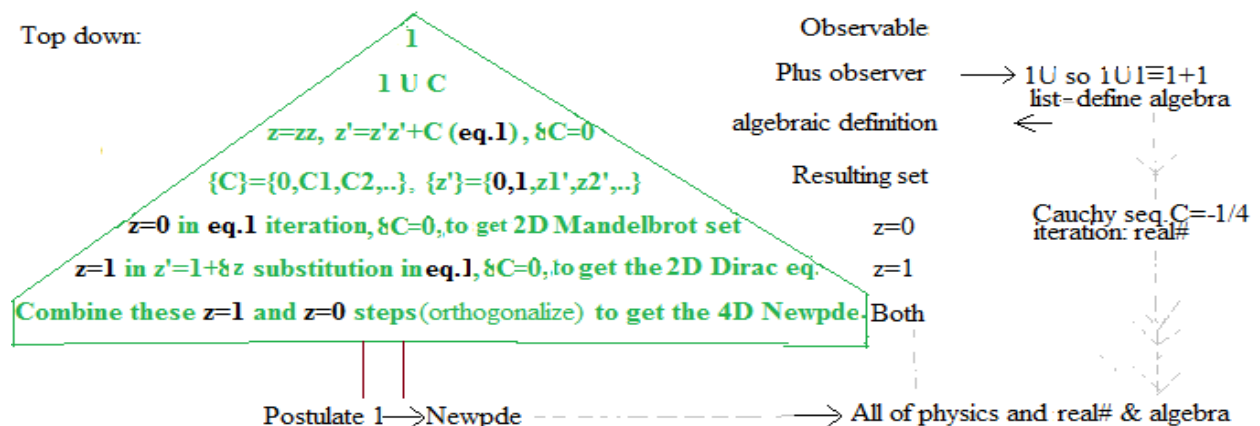 Top down:
1
Observable
1 U C
Plus observer
1U so 1U1≡1+1
list-define algebra
z=zz, z'=z'z'+C (eq.1), δC=0
algebraic definition
{C}={0,C1,C2,..}, {z'}={0,1,z1',z2',..}
Resulting set
z=0 in eq.1 iteration, δC=0, to get 2D Mandelbrot set
z=0
Cauchy seq. C=-1/4
iteration: real#
z=1 in z'=1+δz substitution in eq.1, δC=0, to get the 2D Dirac eq.
z=1
Combine these z=1 and z=0 steps(orthogonalize) to get the 4D Newpde.
Both
Postulate 1 → Newpde
All of physics and real# & algebra